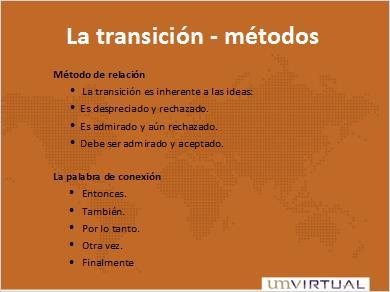 La transición - métodos
Método de relación
• La transición es inherente a las ideas:
• Es despreciado y rechazado.
• Es admirado y aún rechazado.
• Debe ser admirado y aceptado.
La palabra de conexión
• Entonces.
• También.
• Por lo tanto.
• Otra vez.
• Finalmente
UMVIRTUAL